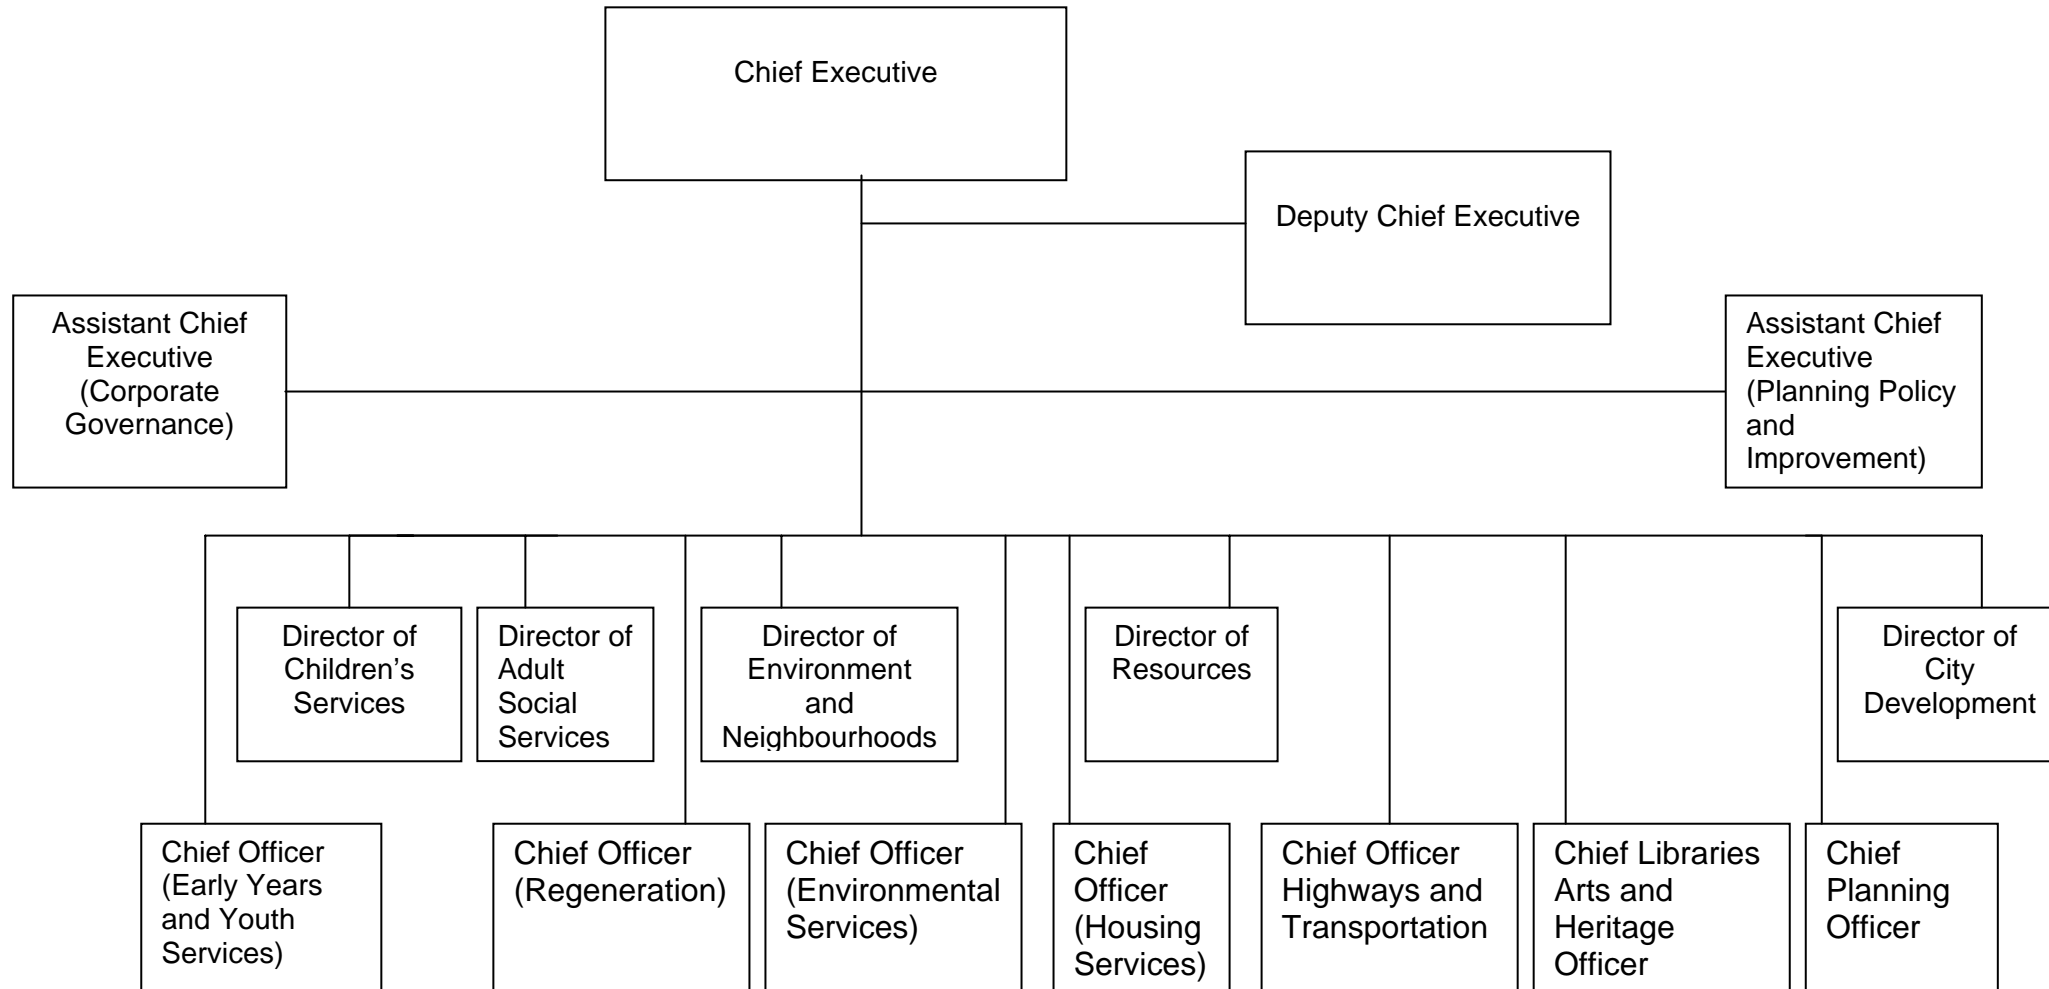 Chief Executive
Deputy Chief Executive
Assistant Chief
Executive
(Corporate
Governance)
Assistant Chief
Executive
(Planning Policy
and
Improvement)
Director of
Children’s
Services
Director of
Adult
Social
Services
Director of
Environment
and
Neighbourhoods
Director of
Resources
Director of
City
Development
Chief Officer
(Early Years
and Youth
Services)
Chief Officer
(Regeneration)
Chief Officer
(Environmental
Services)
Chief
Officer
(Housing
Services)
Chief Officer
Highways and
Transportation
Chief Libraries
Arts and
Heritage
Officer
Chief
Planning
Officer